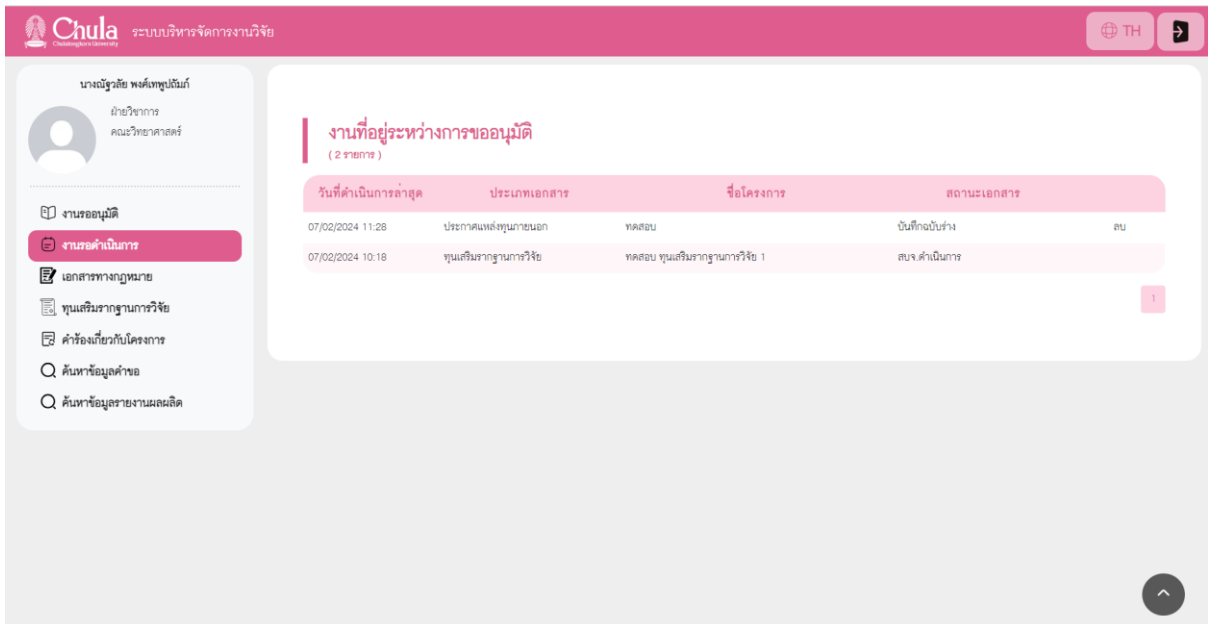 Chula
Chulalongkorn University
ระบบบริหารจัดการงานวิจัย
TH
นางณัฐวลัย พงศ์เทพูปถัมภ์
ฝ่ายวิชาการ
คณะวิทยาศาสตร์
งานรออนุมัติ
งานรอดำเนินการ
เอกสารทางกฎหมาย
ทุนเสริมรากฐานการวิจัย
คำร้องเกี่ยวกับโครงการ
ค้นหาข้อมูลคำขอ
ค้นหาข้อมูลรายงานผลผลิต
งานที่อยู่ระหว่างการขออนุมัติ
( 2 รายการ )
วันที่ดำเนินการล่าสุด ประเภทเอกสาร ชื่อโครงการ สถานะเอกสาร
07/02/2024 11:28 ประกาศแหล่งทุนภายนอก ทดสอบ บันทึกฉบับร่าง ลบ
07/02/2024 10:18 ทุนเสริมรากฐานการวิจัย ทดสอบ ทุนเสริมรากฐานการวิจัย 1 สบจ.ดำเนินการ
1